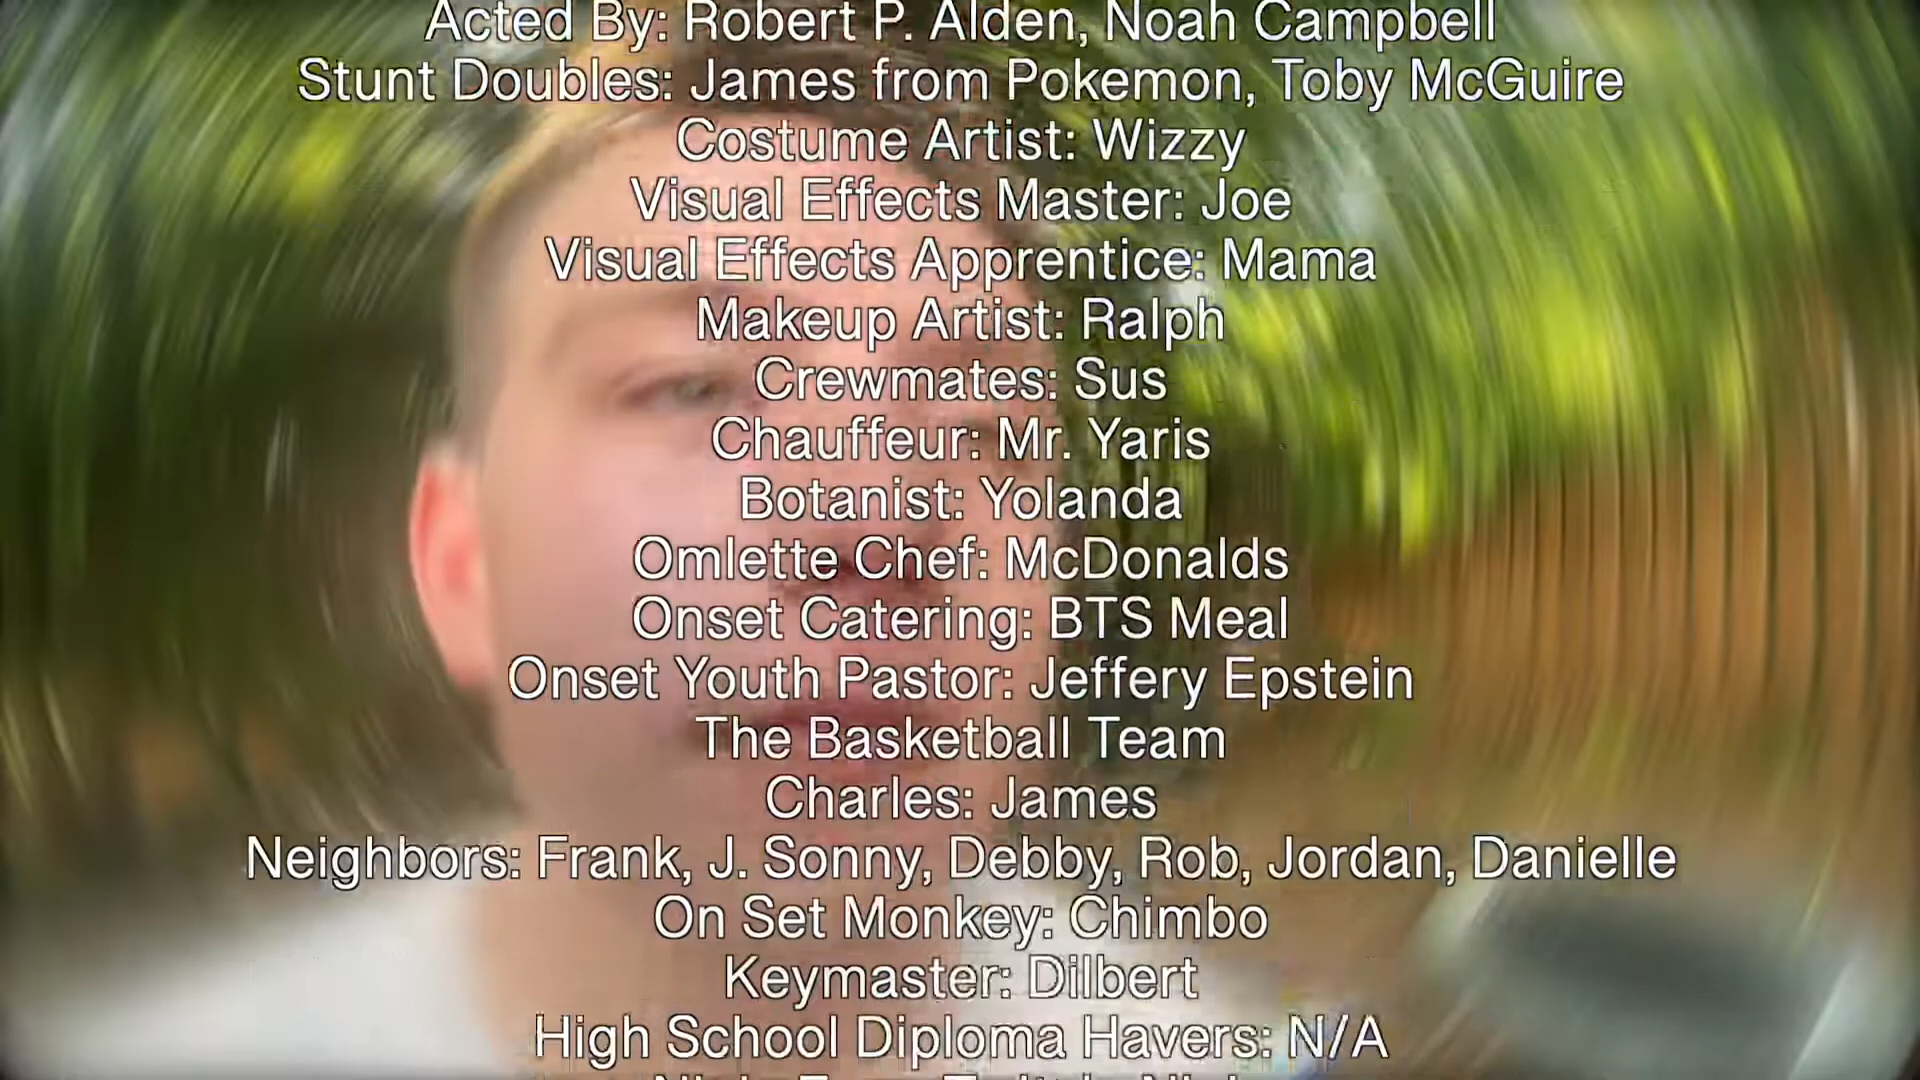 Acted By: Robert P. Alden, Noah Campbell
Stunt Doubles: James from Pokemon, Toby McGuire
Costume Artist: Wizzy
Visual Effects Master: Joe
Visual Effects Apprentice: Mama
Makeup Artist: Ralph
Crewmates: Sus
Chauffeur: Mr. Yaris
Botanist: Yolanda
Omlette Chef: McDonalds
Onset Catering: BTS Meal
Onset Youth Pastor: Jeffery Epstein
The Basketball Team
Charles: James
Neighbors: Frank, J. Sonny, Debby, Rob, Jordan, Danielle
On Set Monkey: Chimbo
Keymaster: Dilbert
High School Diploma Havers: N/A